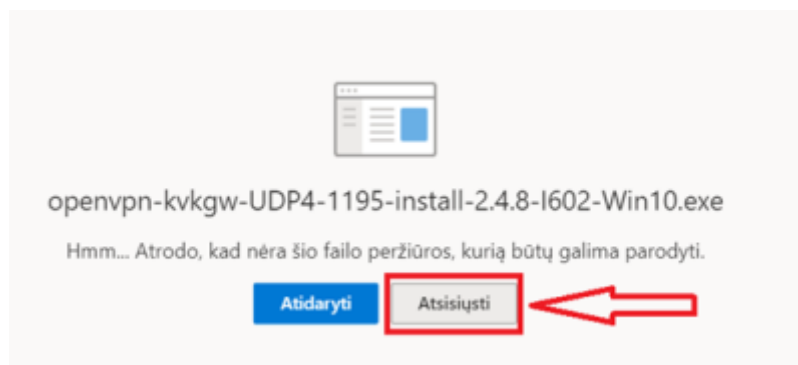 openvpn-kvkgw-UDP4-1195-install-2.4.8-I602-Win10.exe
Hmm... Atrodo, kad nėra šio failo peržiūros, kurią būtų galima parodyti.
Atidaryti Atsisiųsti